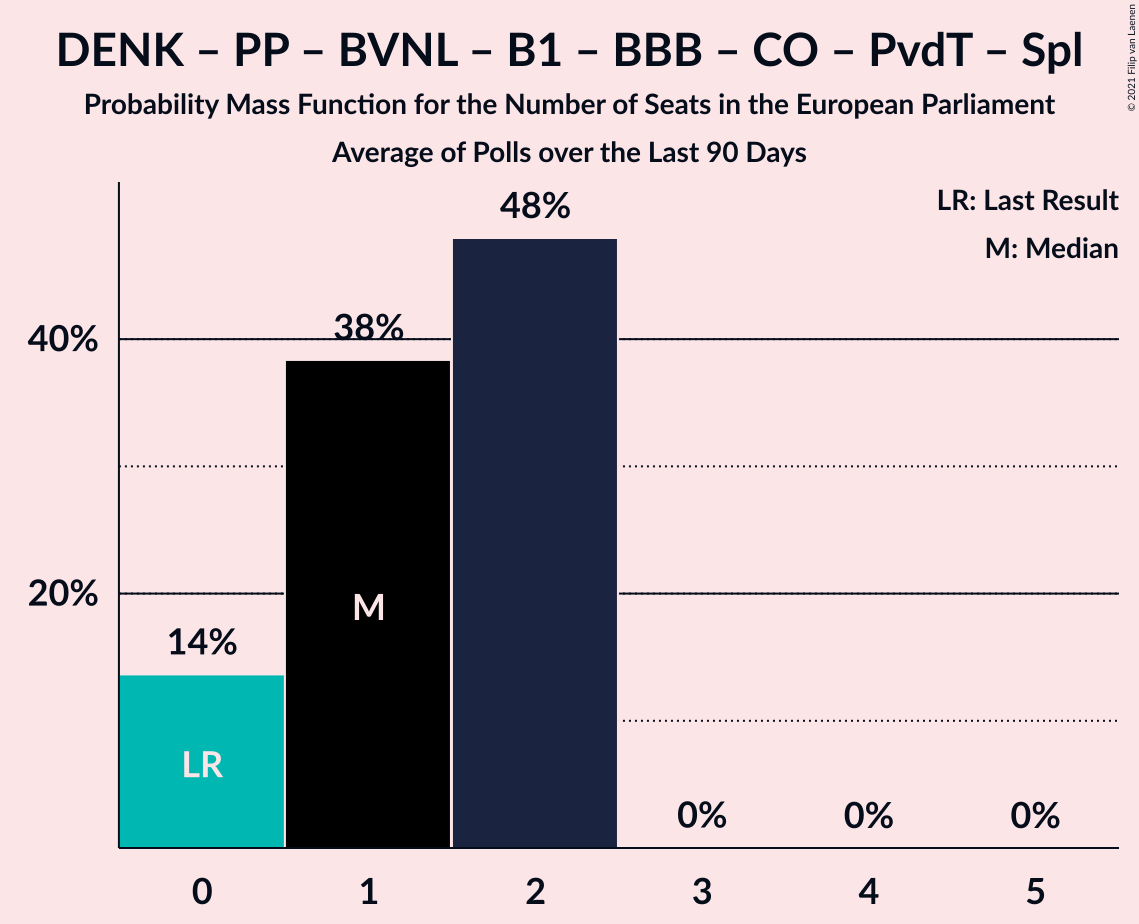 DENK – PP – BVNL – B1 – BBB – CO – PvdT – Spl
Probability Mass Function for the Number of Seats in the European Parliament
Average of Polls over the Last 90 Days
© 2021 Filip van Laenen
LR: Last Result
M: Median
48%
38%
40%
M
20%
14%
LR
0%
0%
0%
0
1
2
3
4
5